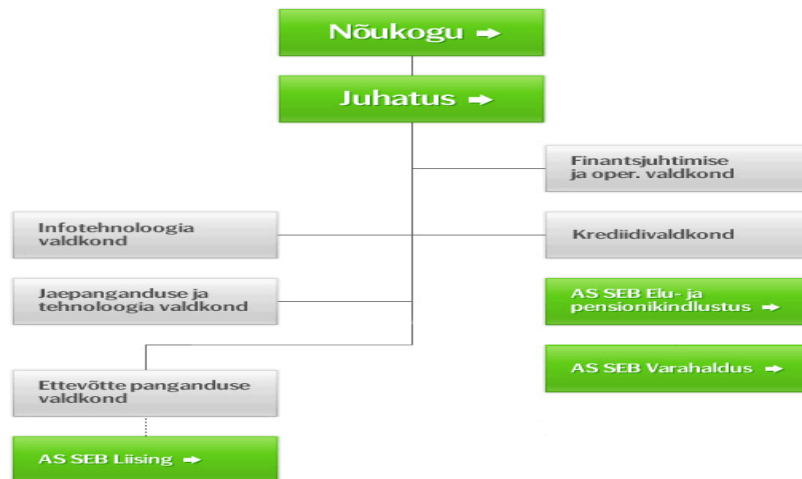 Nõukogu
Juhatus
Finantsjuhtimise
ja oper. valdkond
Infotehnoloogia
valdkond
Krediidivaldkond
Jaepanganduse ja
tehnoloogia valdkond
AS SEB Elu- ja
pensionikindlustus
Ettevõtte panganduse
valdkond
AS SEB Varahaldus
AS SEB Liising